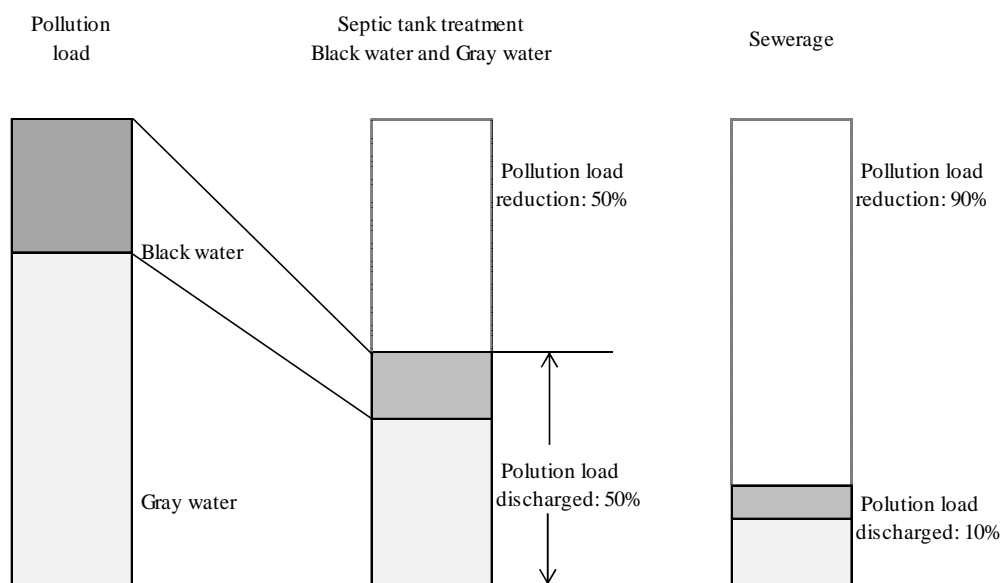 Pollution
load
Septic tank treatment
Black water and Gray water
Sewerage
Pollution load
reduction: 50%
Pollution load
reduction: 90%
Black water
Gray water
Polution load
discharged: 50%
Polution load
discharged: 10%